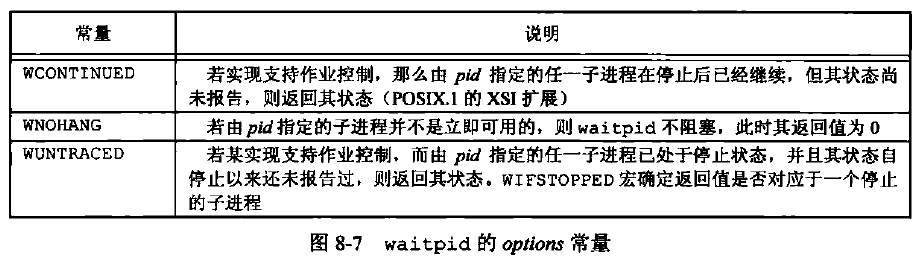 常量 说明
WCONTINUED 若实现支持作业控制，那么由 pid 指定的任一子进程在停止后已经继续，但其状态尚
未报告，则返回其状态（POSIX.1 的 XSI 扩展）
WNOHANG 若由 pid 指定的子进程并不是立即可用的，则 waitpid 不阻塞，此时其返回值为 0
WUNTRACED 若某实现支持作业控制，而由 pid 指定的任一子进程已处于停止状态，并且其状态自
停止以来还未报告过，则返回其状态。WIFSTOPPED 宏确定返回值是否对应于一个停止
的子进程
图 8-7 waitpid 的 options 常量